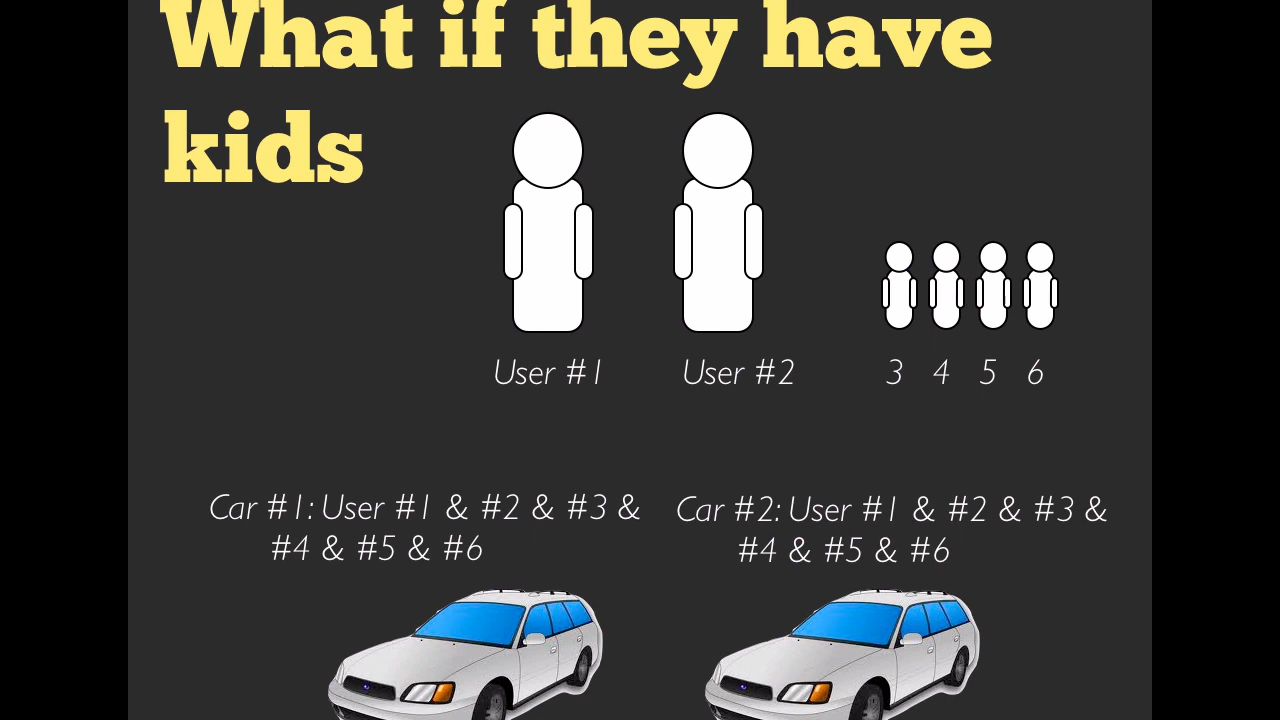 What if they have
kids
User #1
User #2
3 4 5 6
Car #1: User #1 & #2 & #3 &
#4 & #5 & #6
Car #2: User #1 & #2 & #3 &
#4 & #5 & #6